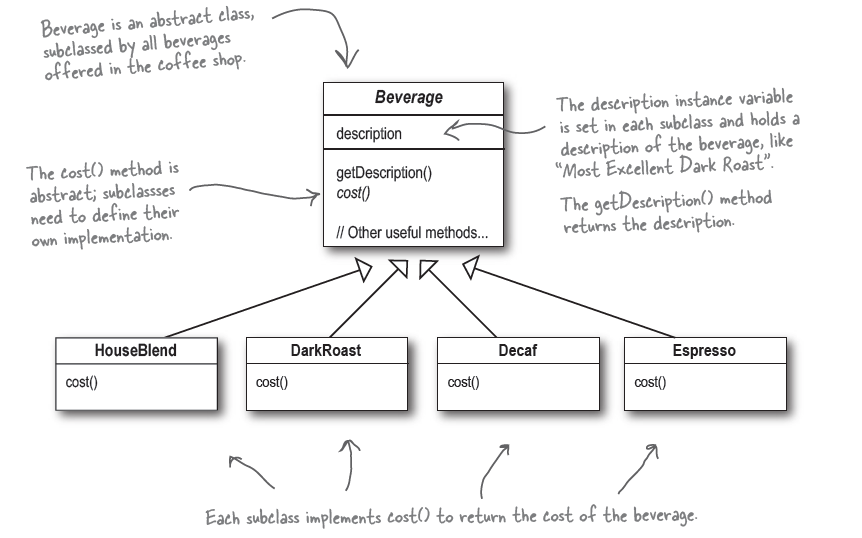 Beverage is an abstract class,
subclassed by all beverages
offered in the coffee shop.
Beverage
description
The description instance variable
is set in each subclass and holds a
description of the beverage, like
“Most Excellent Dark Roast”.
The getDescription() method
returns the description.
The cost() method is
abstract; subclassses
need to define their
own implementation.
getDescription()
cost()
// Other useful methods...
HouseBlend
cost()
DarkRoast
cost()
Decaf
cost()
Espresso
cost()
Each subclass implements cost() to return the cost of the beverage.